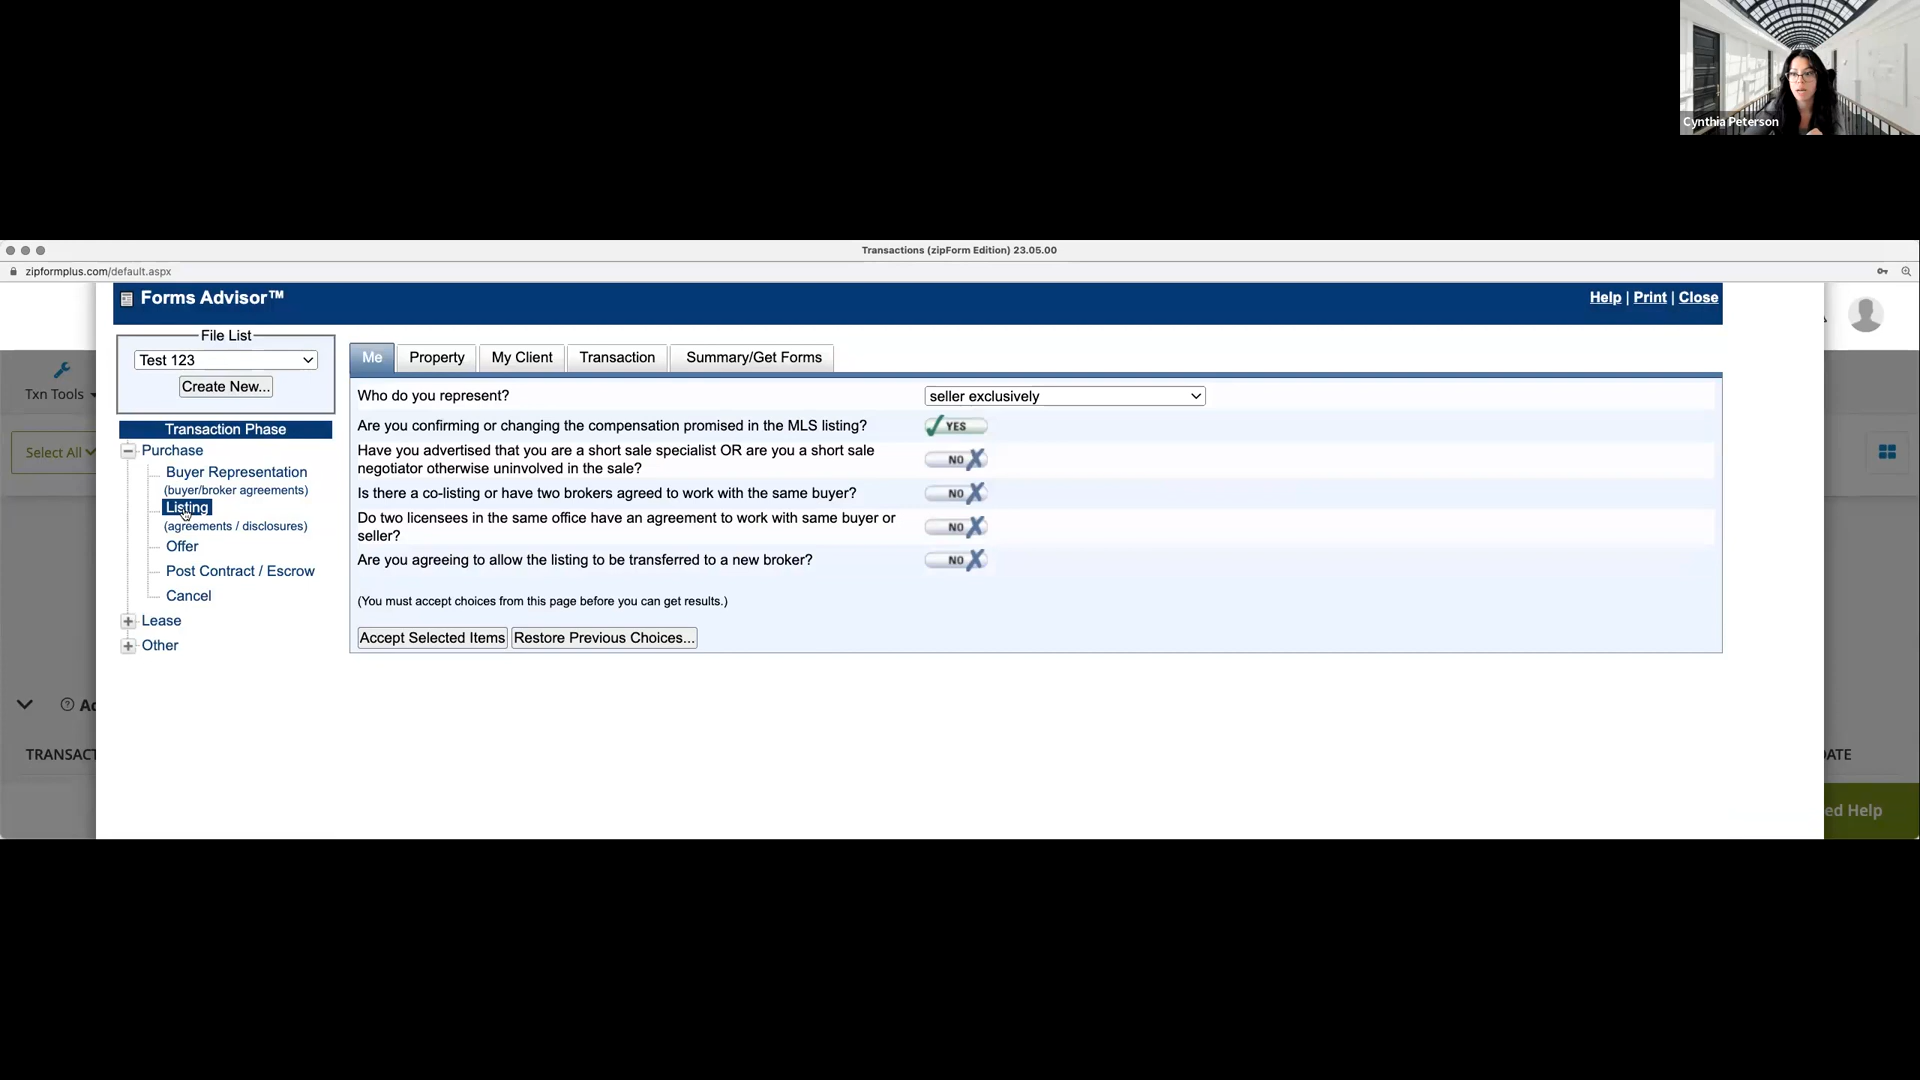 Cynthia Peterson
Transactions (zipForm Edition) 23.05.00
zipformplus.com/default.aspx
Forms Advisor™
Help | Print | Close
File List
Test 123
Create New...
Txn Tools
Select All
Transaction Phase
Purchase
Buyer Representation
(buyer/broker agreements)
Listing
(agreements / disclosures)
Offer
Post Contract / Escrow
Cancel
Lease
Other
Me
Property
My Client
Transaction
Summary/Get Forms
Who do you represent?
seller exclusively
Are you confirming or changing the compensation promised in the MLS listing?
YES
Have you advertised that you are a short sale specialist OR are you a short sale
negotiator otherwise uninvolved in the sale?
NO
Is there a co-listing or have two brokers agreed to work with the same buyer?
NO
Do two licensees in the same office have an agreement to work with same buyer or
seller?
NO
Are you agreeing to allow the listing to be transferred to a new broker?
NO
(You must accept choices from this page before you can get results.)
Accept Selected Items
Restore Previous Choices...
Ac
TRANSACT
DATE
ed Help